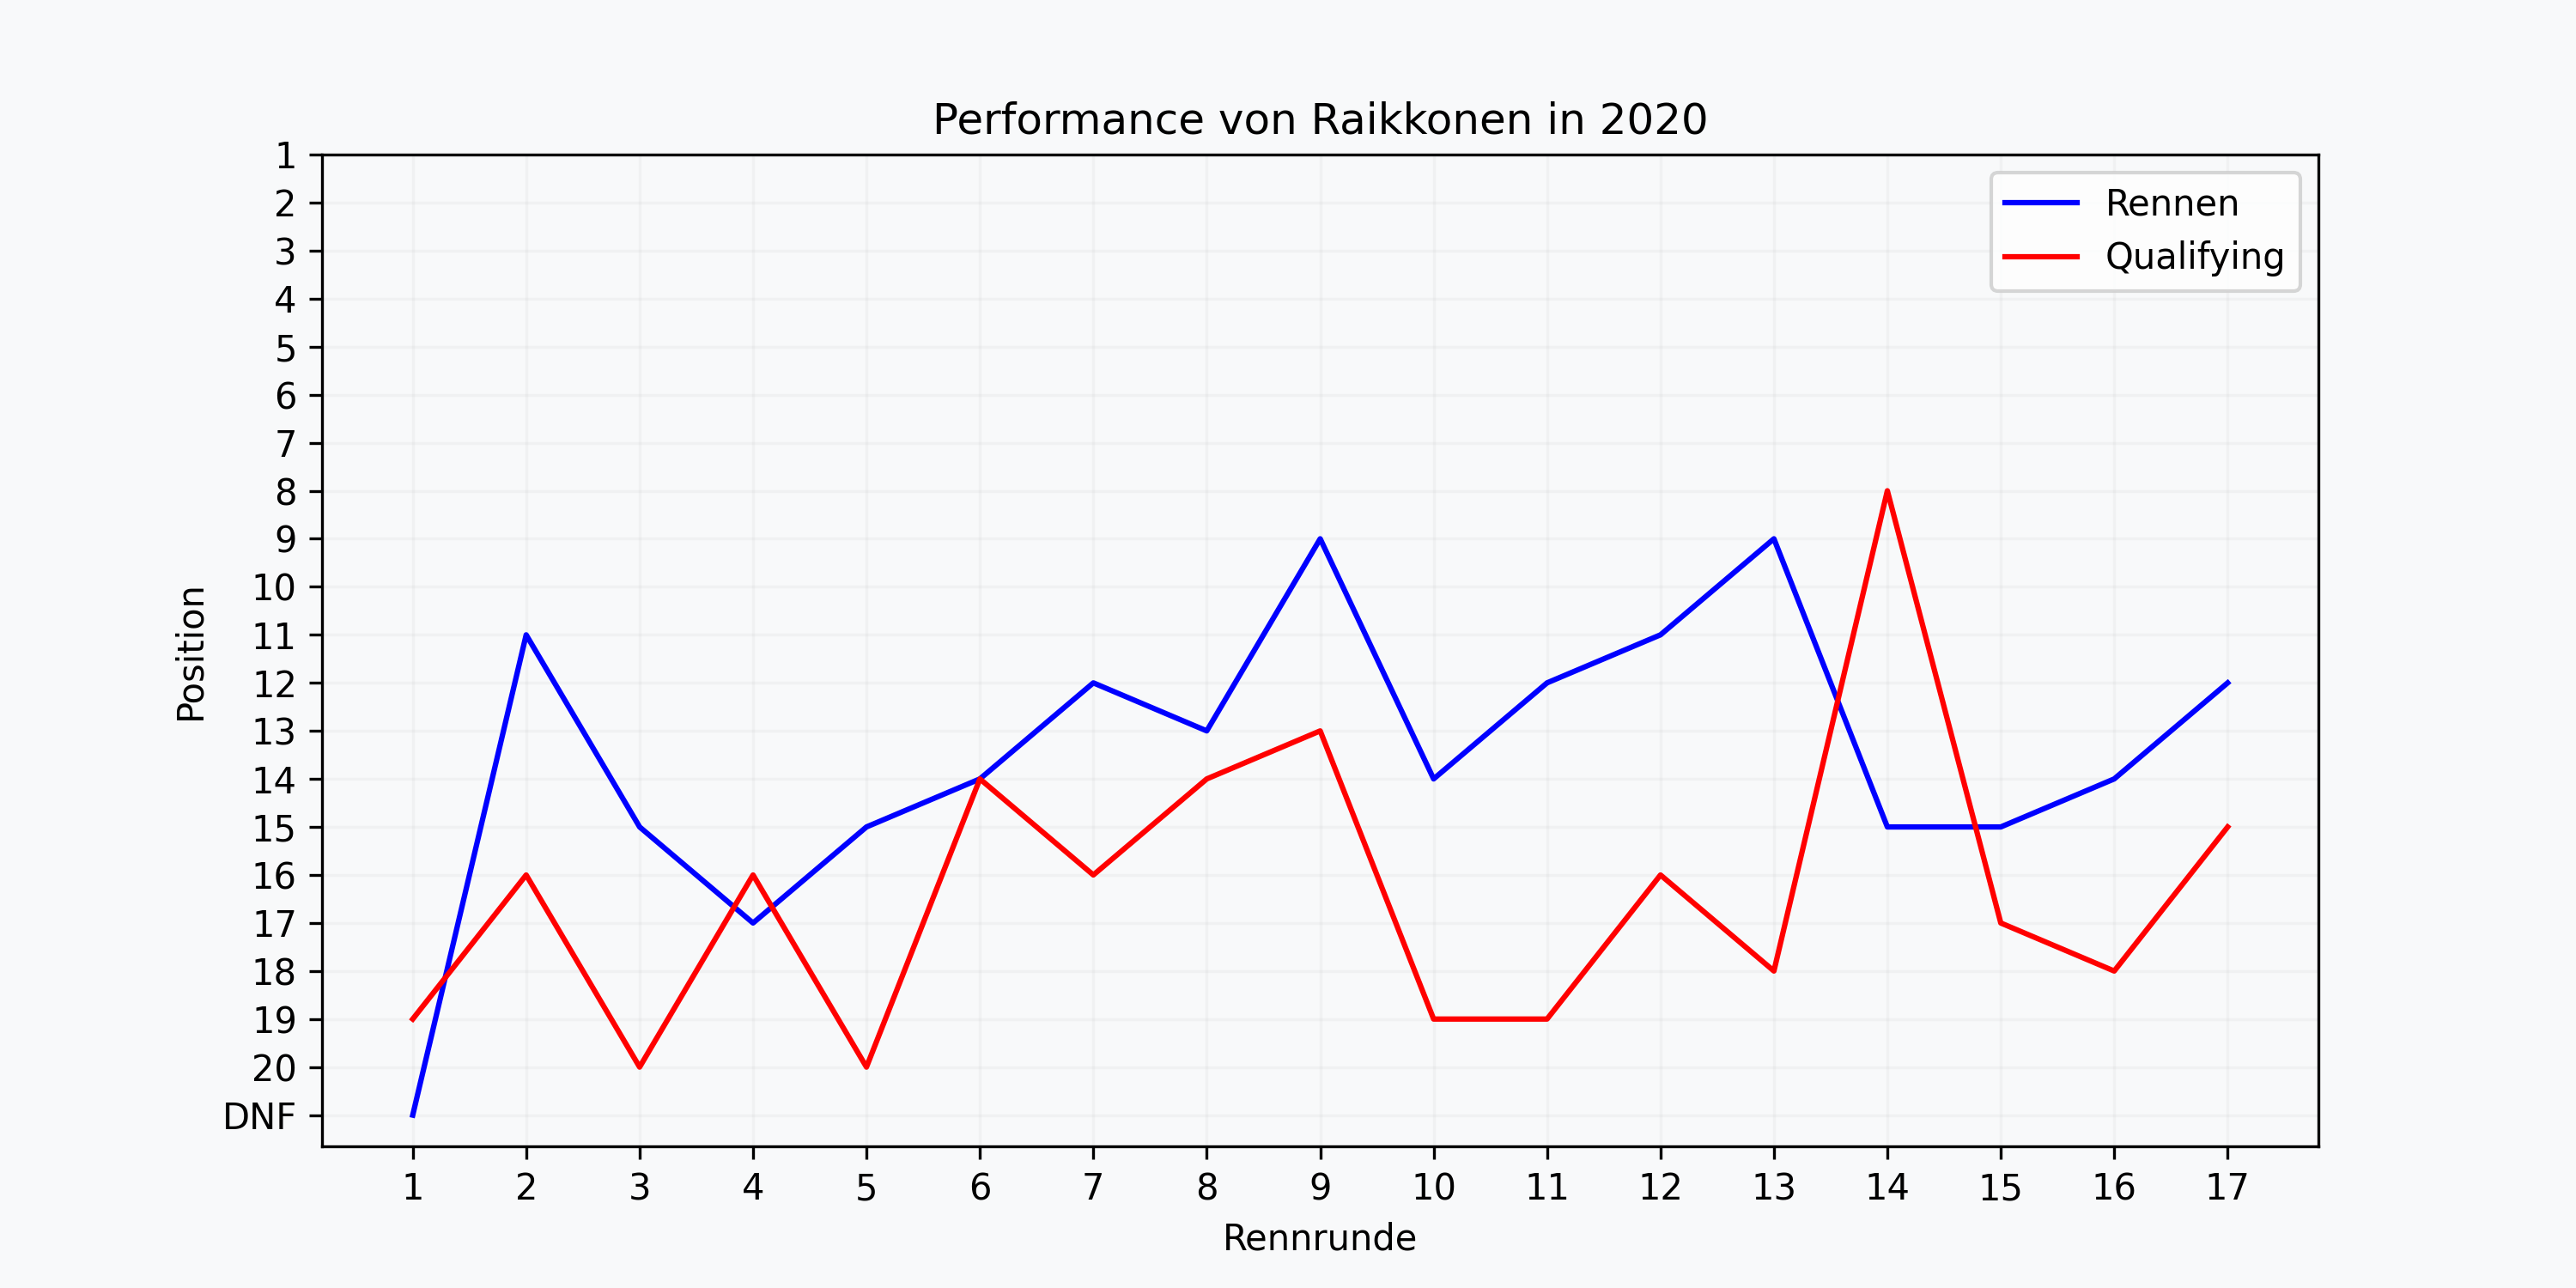 Performance von Raikkonen in 2020
1
2
3
4
5
6
7
8
9
10
11
12
13
14
15
16
17
18
19
20
DNF
Position
Rennen
Qualifying
1 2 3 4 5 6 7 8 9 10 11 12 13 14 15 16 17
Rennrunde